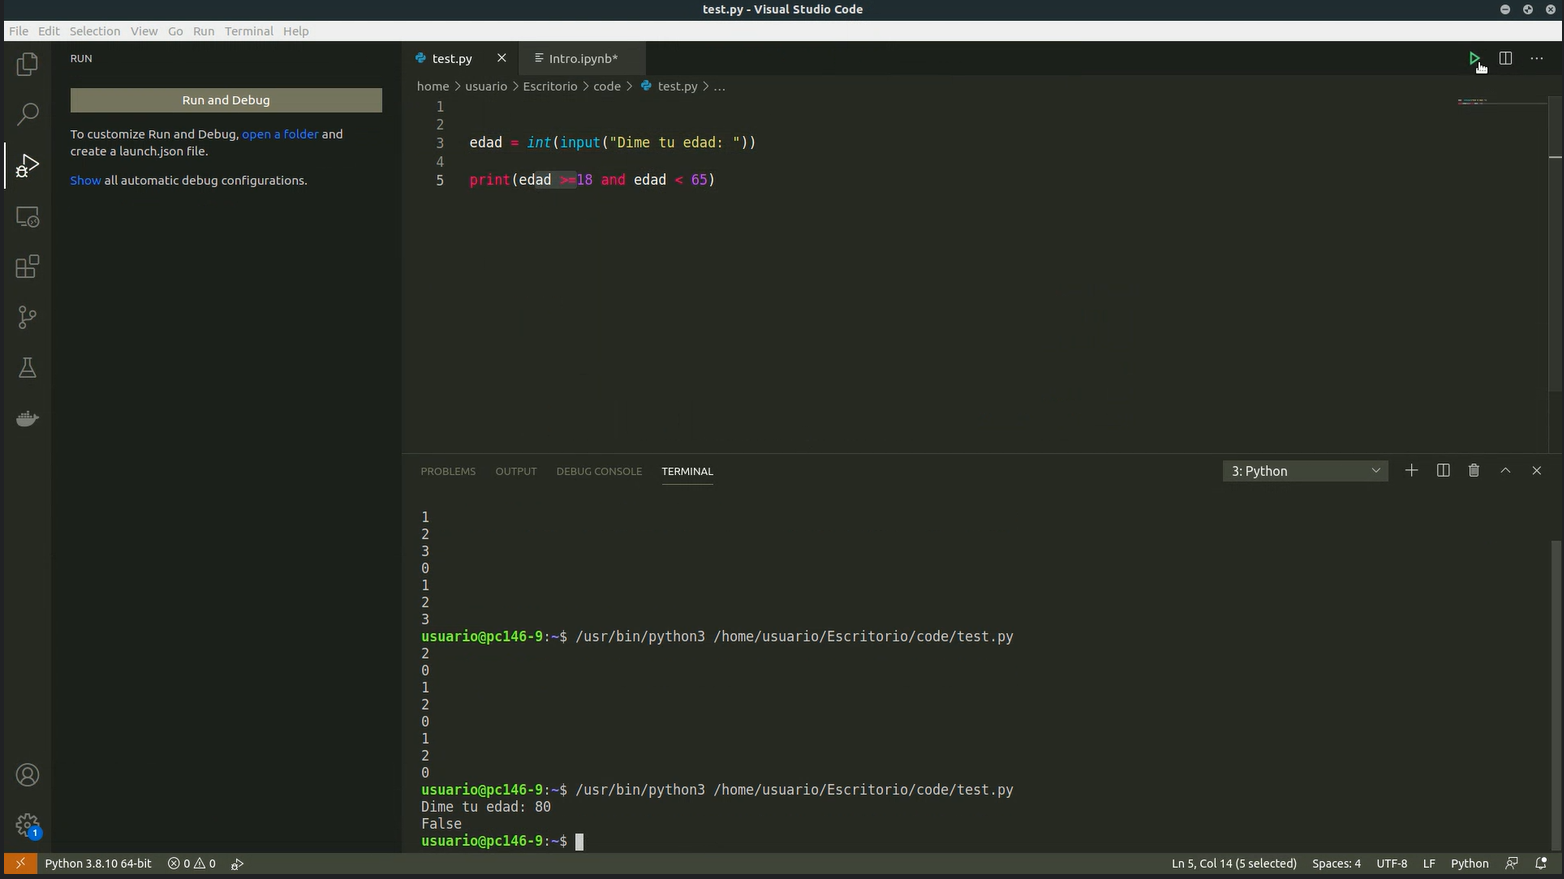 test.py - Visual Studio Code
File Edit Selection View Go Run Terminal Help
RUN
test.py
Intro.ipynb*
Run and Debug
home > usuario > Escritorio > code > test.py > ...
To customize Run and Debug, open a folder and
create a launch.json file.
Show all automatic debug configurations.
1
2
3 edad = int(input("Dime tu edad: "))
4
5 print(edad >=18 and edad < 65)
PROBLEMS OUTPUT DEBUG CONSOLE TERMINAL
3: Python
1
2
3
0
1
2
3
usuario@pc146-9:~$ /usr/bin/python3 /home/usuario/Escritorio/code/test.py
2
0
1
2
0
1
2
0
usuario@pc146-9:~$ /usr/bin/python3 /home/usuario/Escritorio/code/test.py
Dime tu edad: 80
False
usuario@pc146-9:~$
1
Python 3.8.10 64-bit 0 0 Ln 5, Col 14 (5 selected) Spaces: 4 UTF-8 LF Python